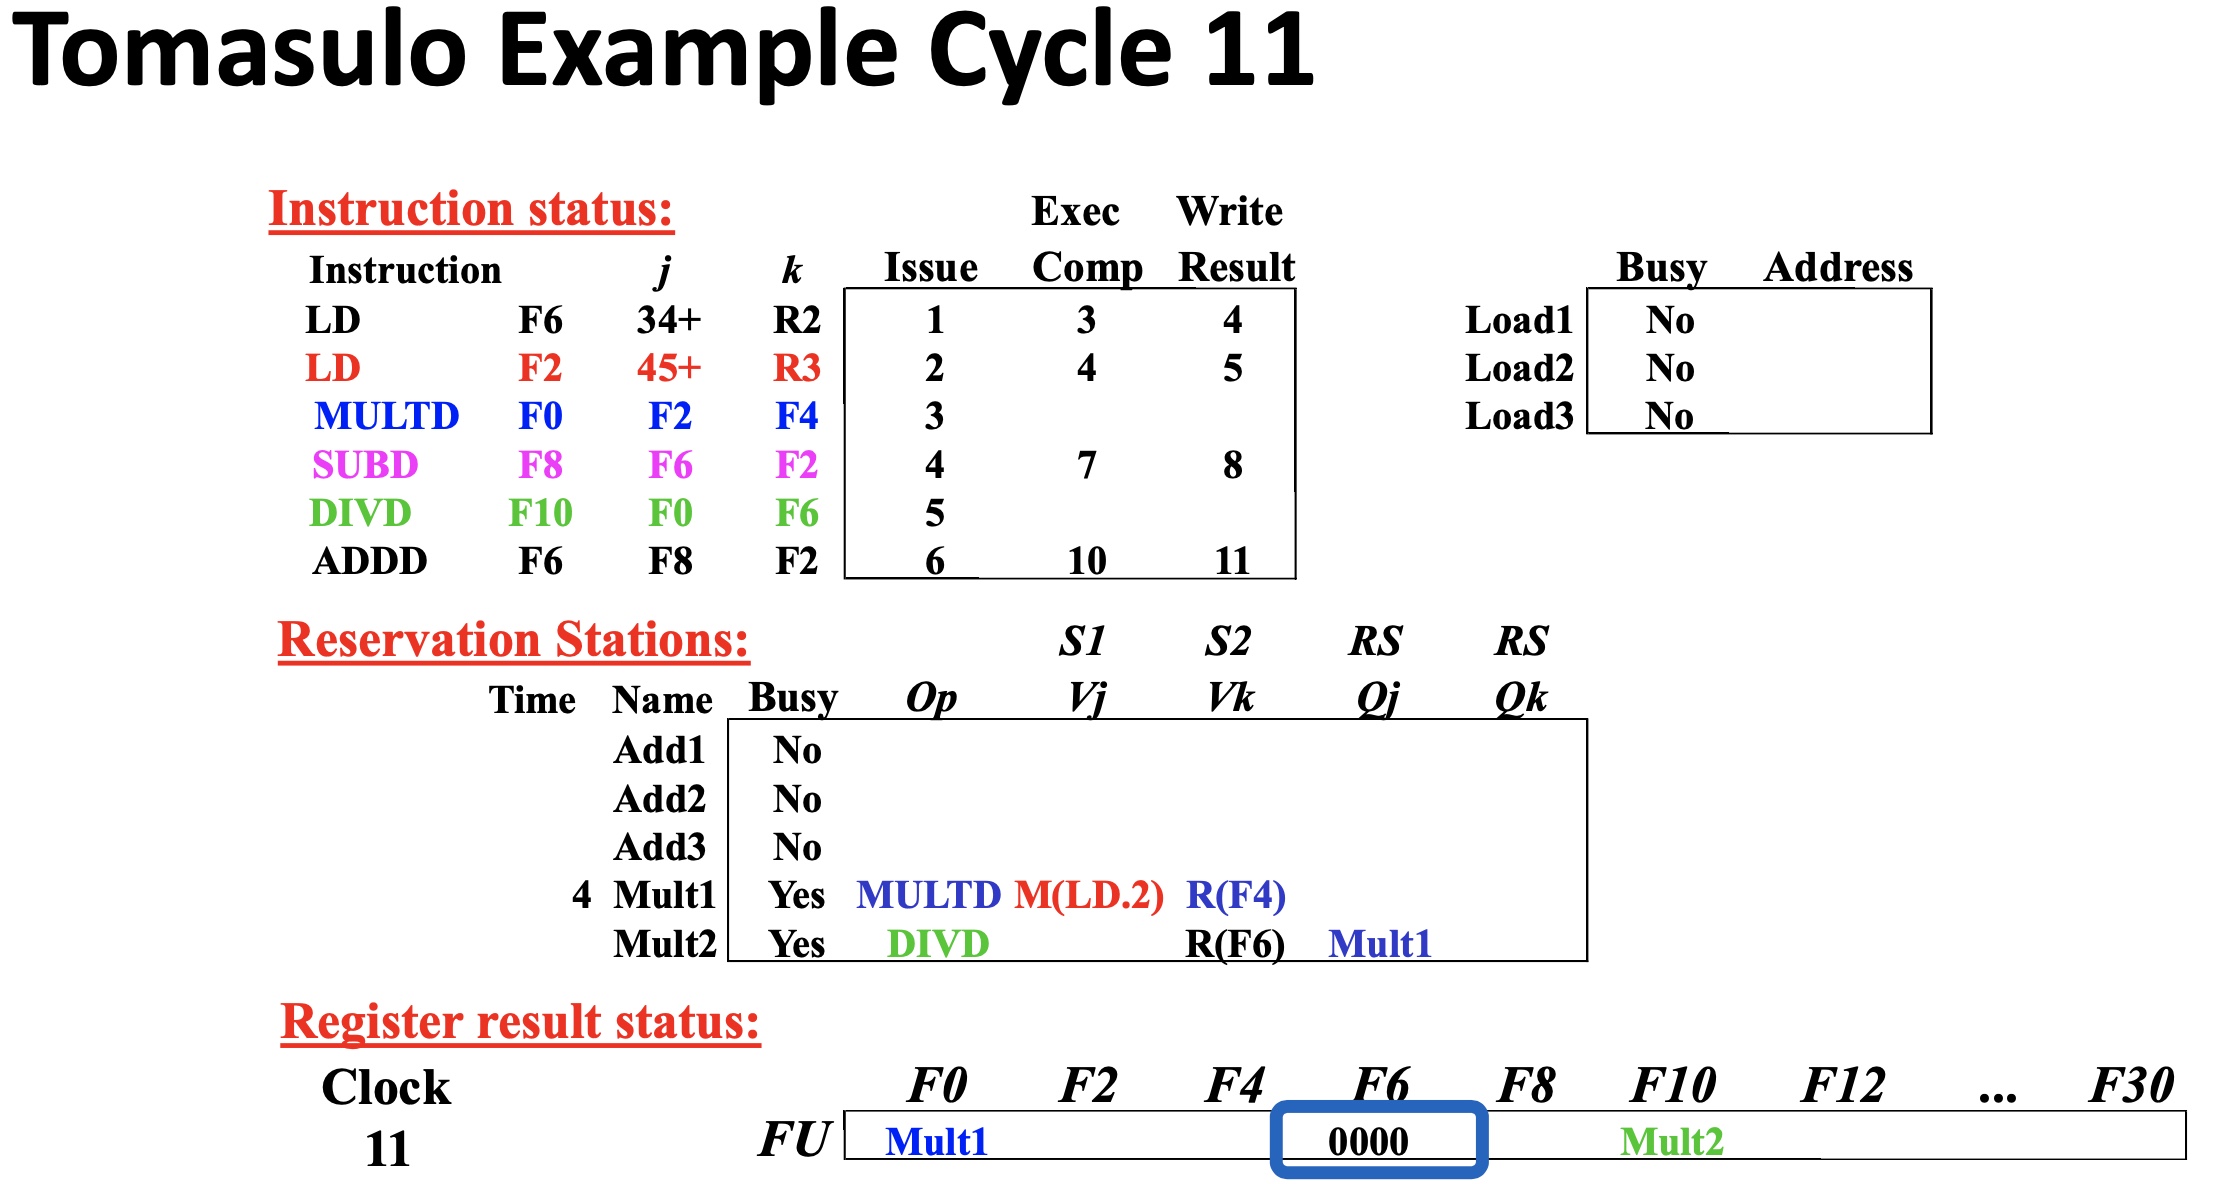 Tomasulo Example Cycle 11
Instruction status: Exec Write
Instruction j k Issue Comp Result Busy Address
LD F6 34+ R2 1 3 4 Load1 No
LD F2 45+ R3 2 4 5 Load2 No
MULTD F0 F2 F4 3 Load3 No
SUBD F8 F6 F2 4 7 8
DIVD F10 F0 F6 5
ADDD F6 F8 F2 6 10 11
Reservation Stations: S1 S2 RS RS
Time Name Busy Op Vj Vk Qj Qk
Add1 No
Add2 No
Add3 No
4 Mult1 Yes MULTD M(LD.2) R(F4)
Mult2 Yes DIVD R(F6) Mult1
Register result status:
Clock F0 F2 F4 F6 F8 F10 F12 ... F30
11 FU Mult1 0000 Mult2